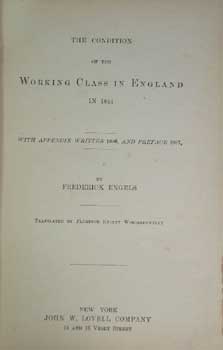 THE CONDITION
OF THE
WORKING CLASS IN ENGLAND
IN 1844
WITH APPENDIX WRITTEN 1886, AND PREFACE 1887,
BY
FREDERICK ENGELS
TRANSLATED BY FLORENCE KELLEY WISCHNEWETZKY
NEW YORK
JOHN W. LOVELL COMPANY
14 AND 16 VESEY STREET